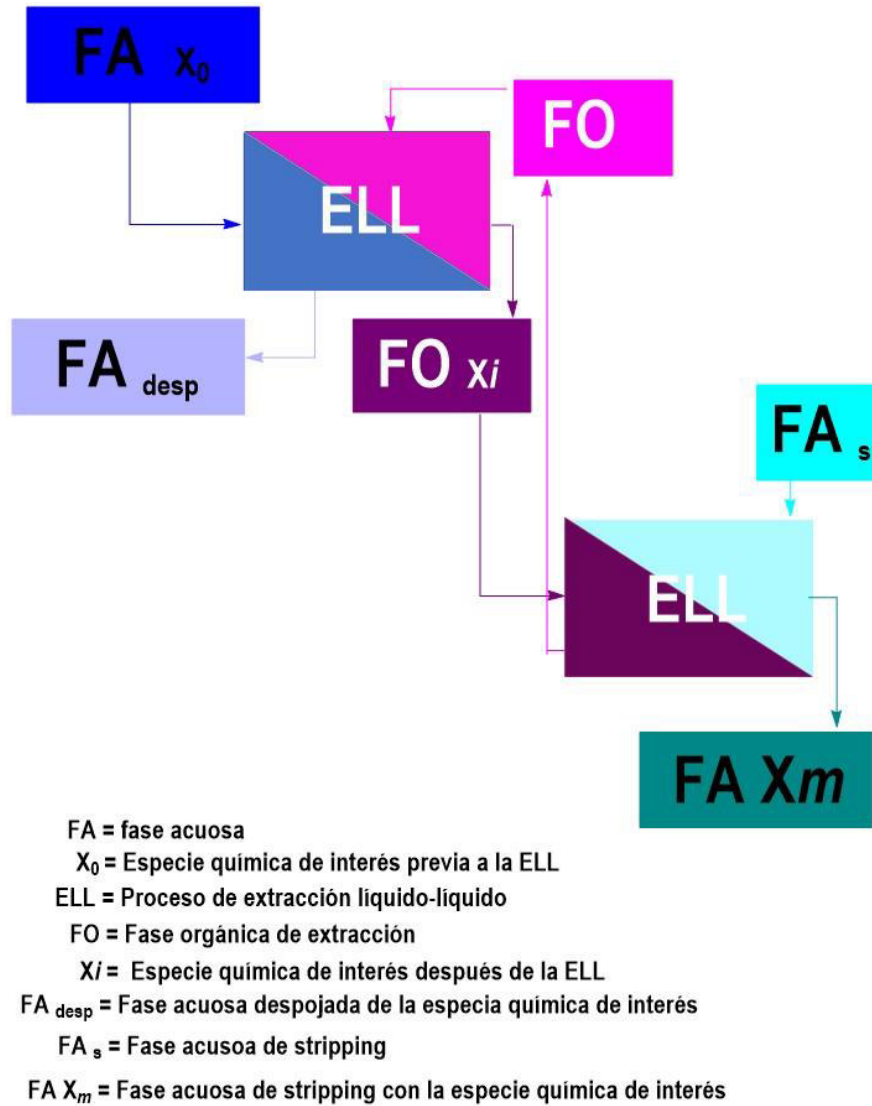 FA X₀
FO
ELL
FA desp
FO Xi
FA s
ELL
FA Xm
FA = fase acuosa
X₀ = Especie química de interés previa a la ELL
ELL = Proceso de extracción líquido-líquido
FO = Fase orgánica de extracción
Xi = Especie química de interés después de la ELL
FA desp = Fase acuosa despojada de la especia química de interés
FA s = Fase acusoa de stripping
FA Xm = Fase acuosa de stripping con la especie química de interés